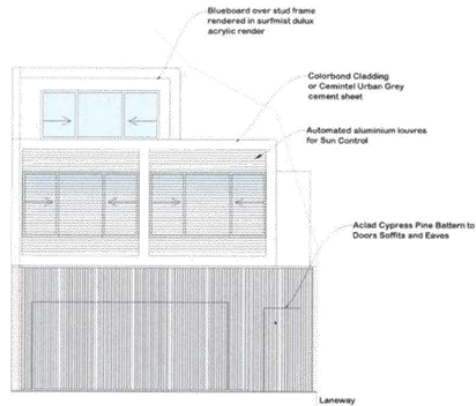 Blueboard over stud frame
rendered in surfmist dulux
acrylic render
Colorbond Cladding
or Cemintel Urban Grey
cement sheet
Automated aluminium louvres
for Sun Control
Aclad Cypress Pine Battern to
Doors Soffits and Eaves
Laneway